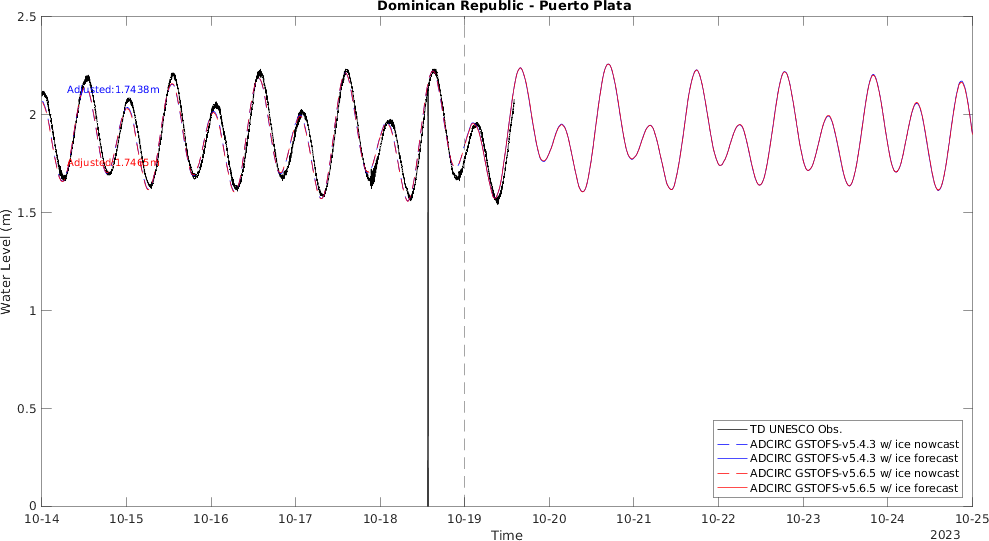 Dominican Republic - Puerto Plata
2.5
2
1.5
1
0.5
0
Water Level (m)
Adjusted:1.7438m
Adjusted:1.7465m
TD UNESCO Obs.
ADCIRC GSTOFS-v5.4.3 w/ ice nowcast
ADCIRC GSTOFS-v5.4.3 w/ ice forecast
ADCIRC GSTOFS-v5.6.5 w/ ice nowcast
ADCIRC GSTOFS-v5.6.5 w/ ice forecast
10-14 10-15 10-16 10-17 10-18 10-19 10-20 10-21 10-22 10-23 10-24 10-25
Time
2023